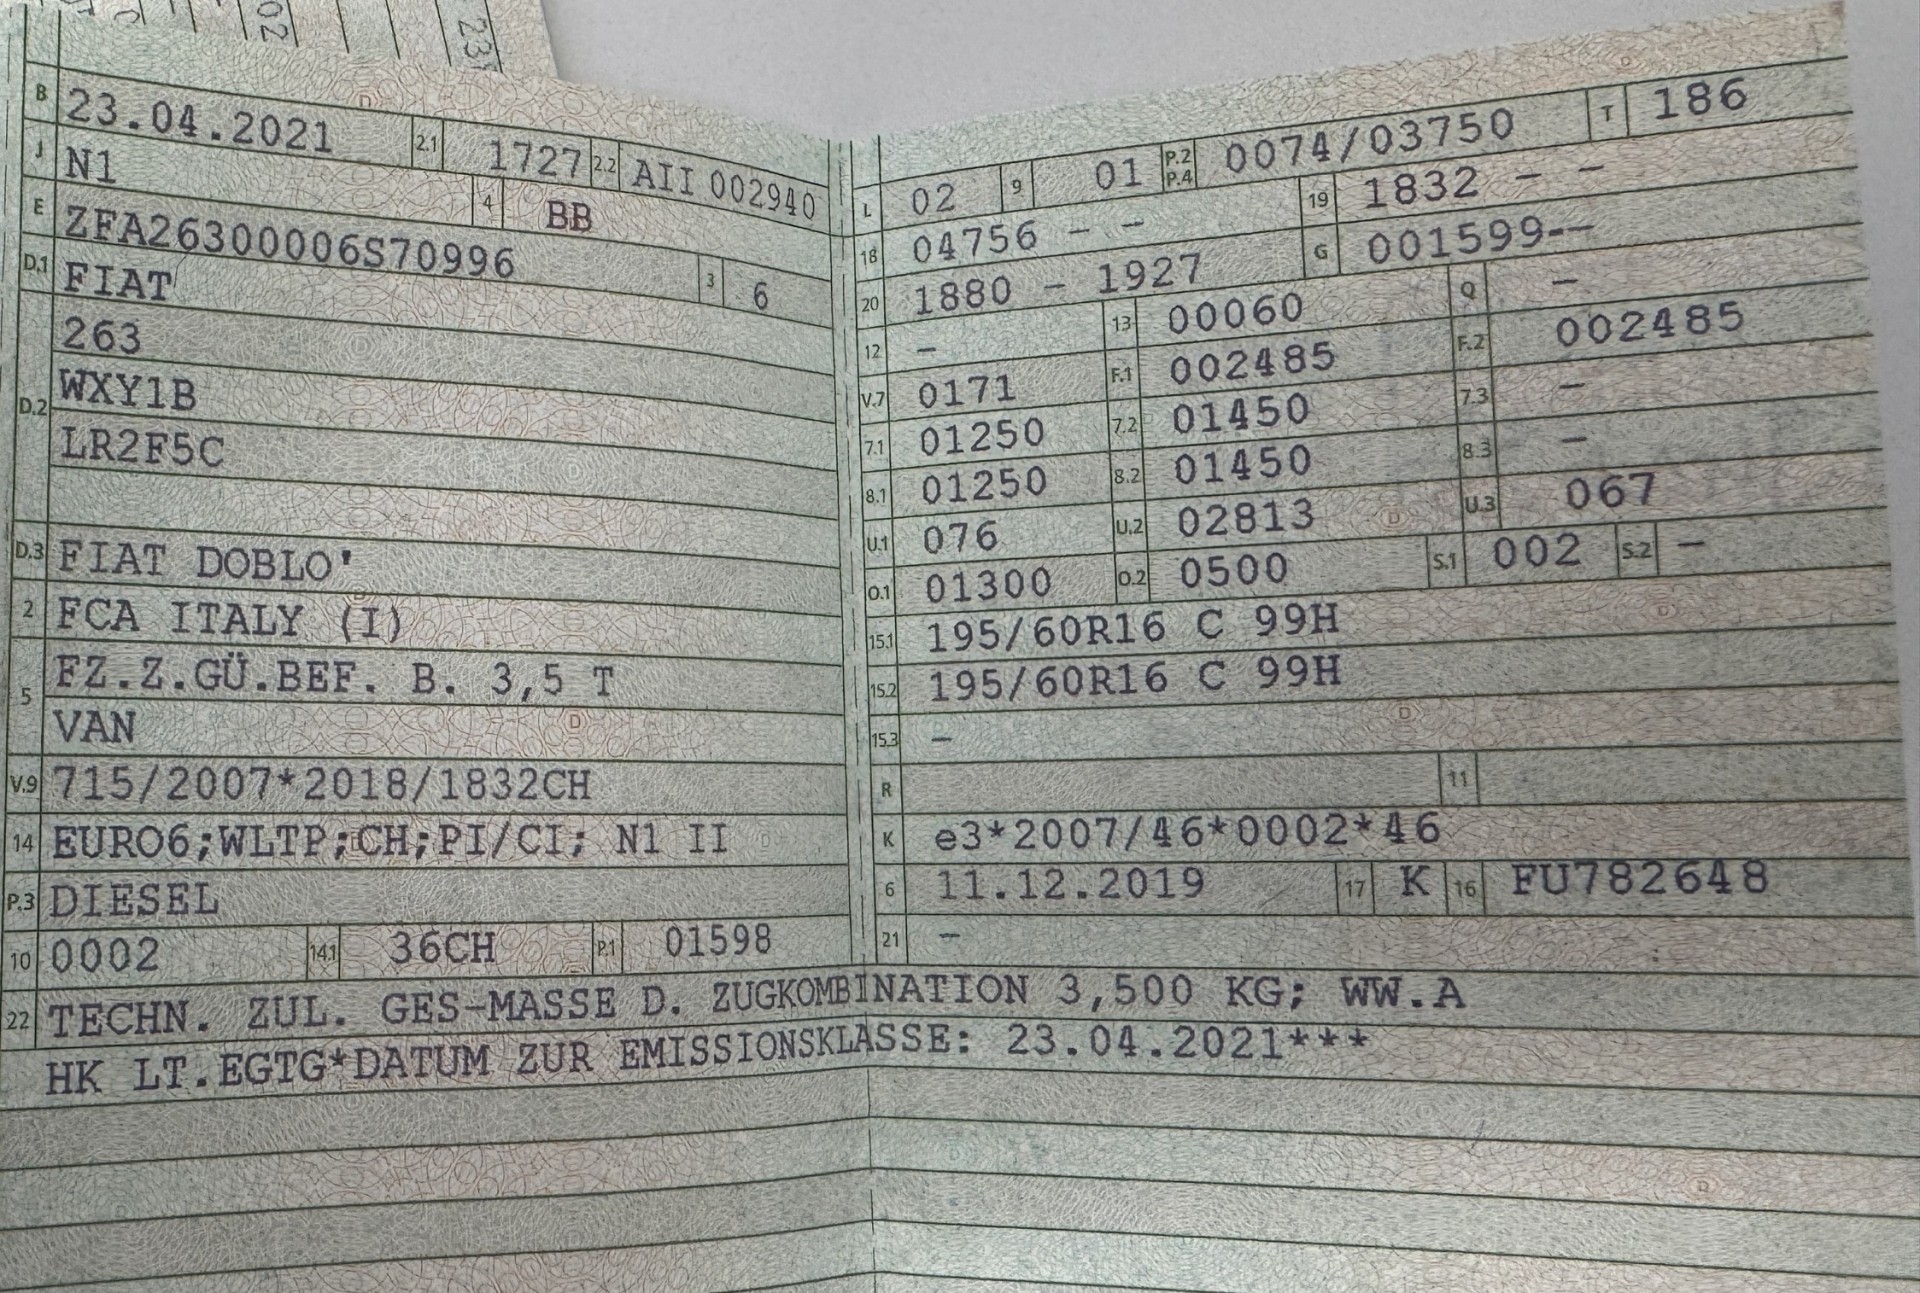 02
23
B 23.04.2021 2.1 1727 2.2 AII 002940
J N1 4 BB
E ZFA26300006S70996 3 6
D.1 FIAT
D.2 263
WXY1B
LR2F5C
D.3 FIAT DOBLO'
2 FCA ITALY (I)
5 FZ.Z.GÜ.BEF. B. 3,5 T
VAN
V.9 715/2007*2018/1832CH
14 EURO6;WLTP;CH;PI/CI; N1 II
P.3 DIESEL
10 0002 14.1 36CH P.1 01598
L 02 9 01 P.2 P.4 0074/03750 T 186
18 04756 - - 19 1832 - -
20 1880 - 1927 G 001599--
12 - 13 00060 Q -
V.7 0171 F.1 002485 F.2 002485
7.1 01250 7.2 01450 7.3 -
8.1 01250 8.2 01450 8.3 -
U.1 076 U.2 02813 U.3 067
O.1 01300 O.2 0500 S.1 002 S.2 -
15.1 195/60R16 C 99H
15.2 195/60R16 C 99H
15.3 -
R 11
K e3*2007/46*0002*46
6 11.12.2019 17 K 16 FU782648
21 -
22 TECHN. ZUL. GES-MASSE D. ZUGKOMBINATION 3,500 KG; WW.A
HK LT.EGTG*DATUM ZUR EMISSIONSKLASSE: 23.04.2021***